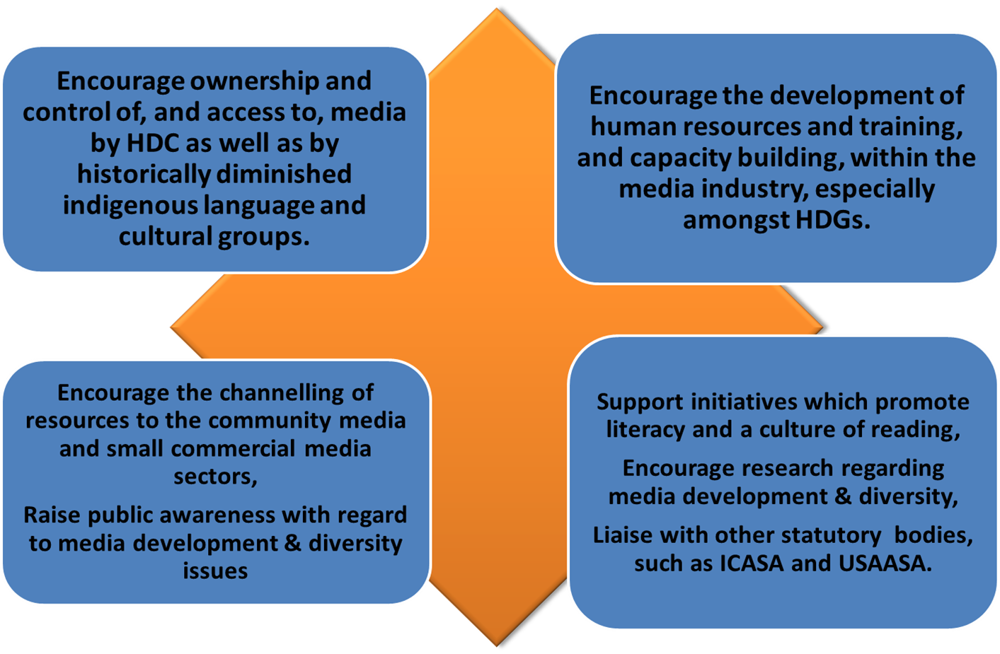 Encourage ownership and
control of, and access to, media
by HDC as well as by
historically diminished
indigenous language and
cultural groups.
Encourage the development of
human resources and training,
and capacity building, within the
media industry, especially
amongst HDGs.
Encourage the channelling of
resources to the community media
and small commercial media
sectors,
Raise public awareness with regard
to media development & diversity
issues
Support initiatives which promote
literacy and a culture of reading,
Encourage research regarding
media development & diversity,
Liaise with other statutory bodies,
such as ICASA and USAASA.